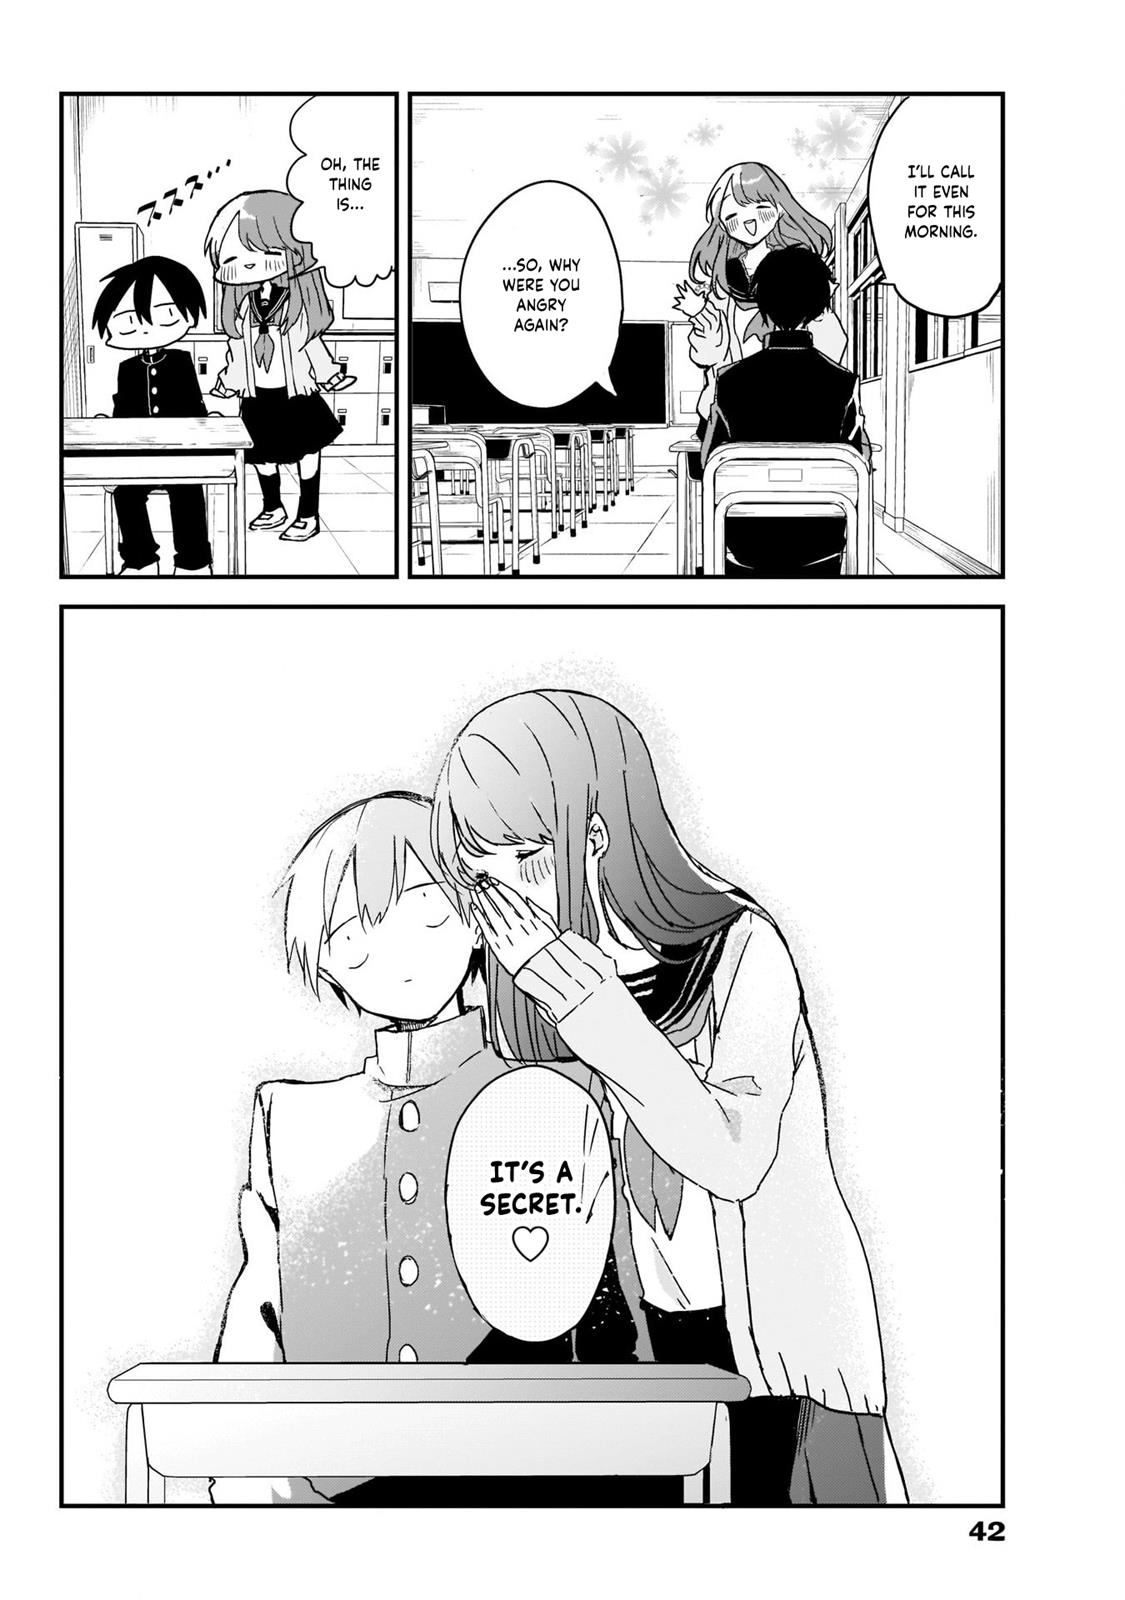 I'LL CALL
IT EVEN
FOR THIS
MORNING.
...SO, WHY
WERE YOU
ANGRY
AGAIN?
OH, THE
THING
IS...
ススス...
IT'S A
SECRET.
♡
42